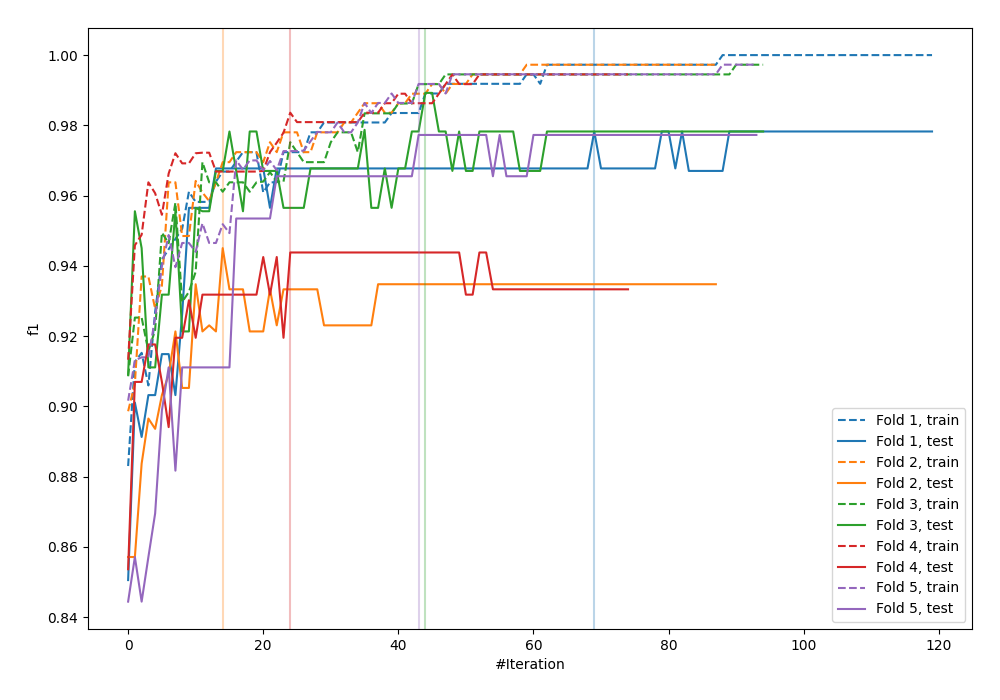 1.00
0.98
0.96
0.94
0.92
0.90
0.88
0.86
0.84
f1
0
20
40
60
80
100
120
#Iteration
Fold 1, train
Fold 1, test
Fold 2, train
Fold 2, test
Fold 3, train
Fold 3, test
Fold 4, train
Fold 4, test
Fold 5, train
Fold 5, test